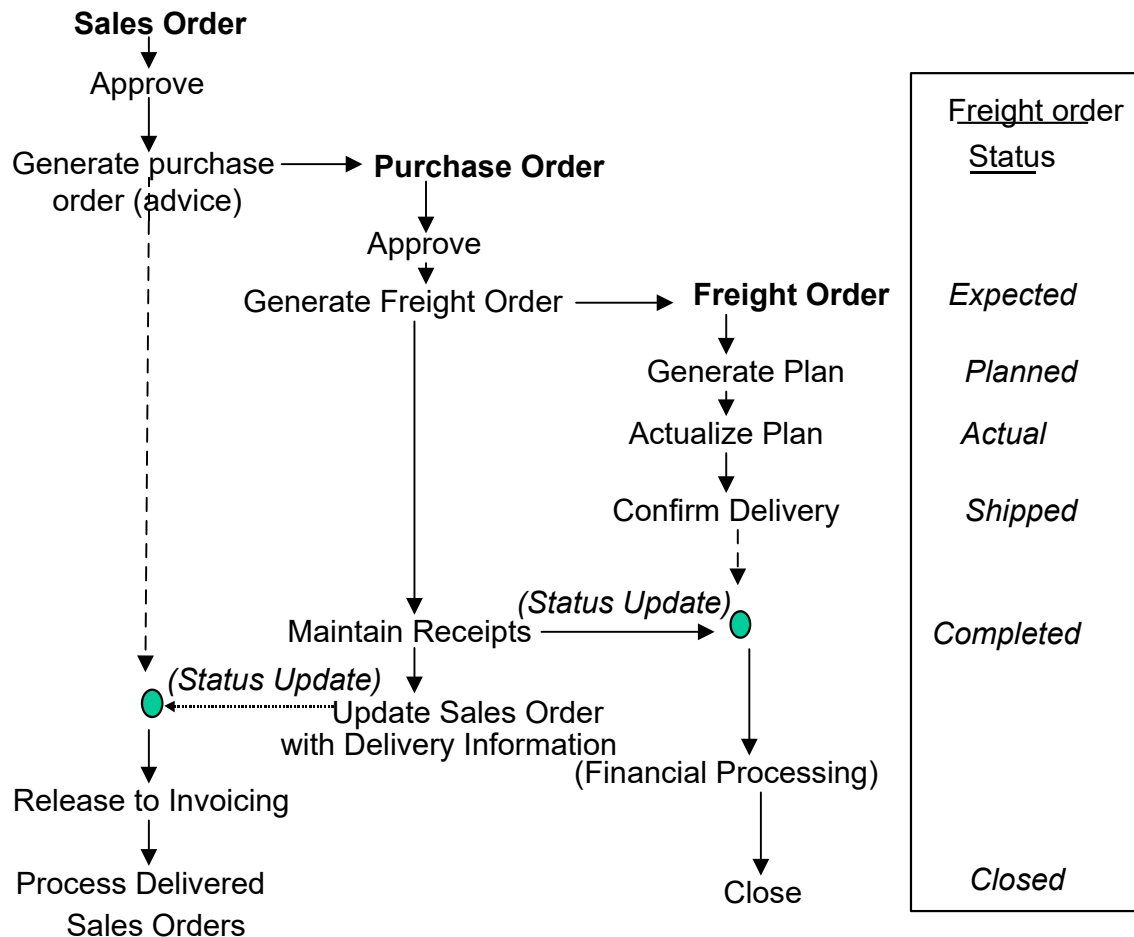 Sales Order
Approve
Generate purchase
order (advice)
Purchase Order
Approve
Generate Freight Order
Freight Order
Generate Plan
Actualize Plan
Confirm Delivery
(Status Update)
Maintain Receipts
(Status Update)
Update Sales Order
with Delivery Information
(Financial Processing)
Release to Invoicing
Process Delivered
Sales Orders
Close
Freight order
Status
Expected
Planned
Actual
Shipped
Completed
Closed